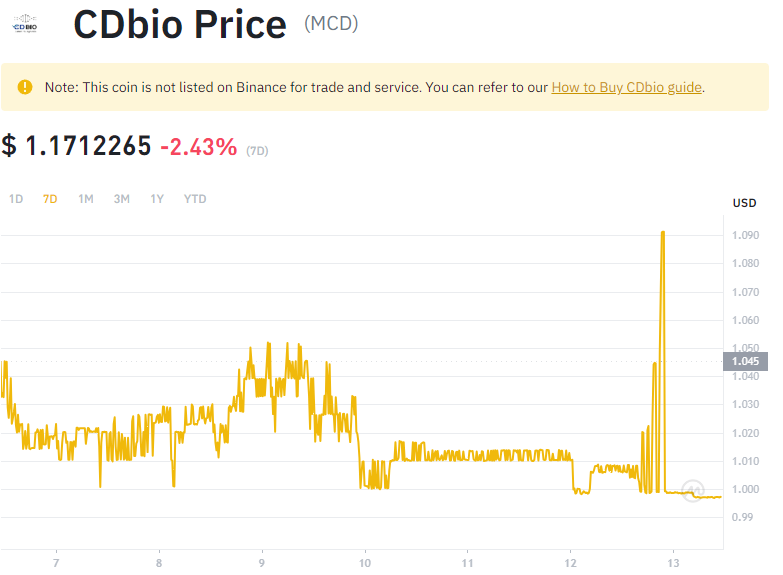 CD BIO
CDbio Price (MCD)
Note: This coin is not listed on Binance for trade and service. You can refer to our How to Buy CDbio guide.
$ 1.1712265 -2.43% (7D)
1D 7D 1M 3M 1Y YTD
USD
1.090
1.080
1.070
1.060
1.050
1.045
1.040
1.030
1.020
1.010
1.000
0.99
7 8 9 10 11 12 13